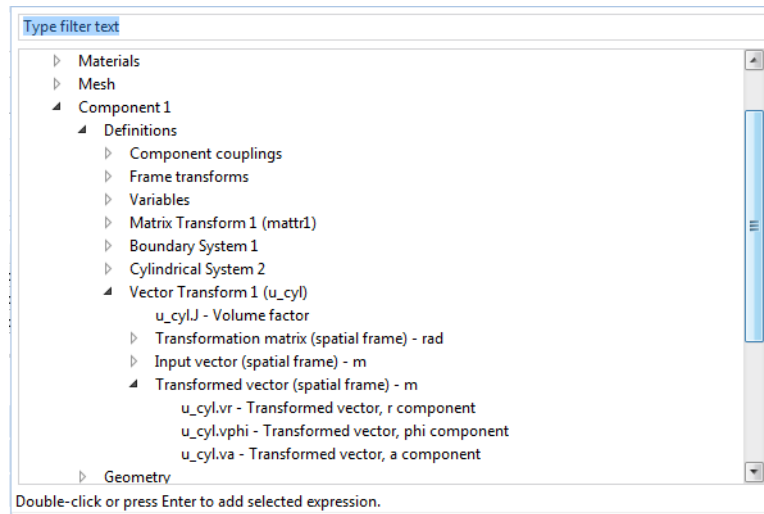 Type filter text
Materials
Mesh
Component 1
Definitions
Component couplings
Frame transforms
Variables
Matrix Transform 1 (mattr1)
Boundary System 1
Cylindrical System 2
Vector Transform 1 (u_cyl)
u_cyl.J - Volume factor
Transformation matrix (spatial frame) - rad
Input vector (spatial frame) - m
Transformed vector (spatial frame) - m
u_cyl.vr - Transformed vector, r component
u_cyl.vphi - Transformed vector, phi component
u_cyl.va - Transformed vector, a component
Geometry
Double-click or press Enter to add selected expression.